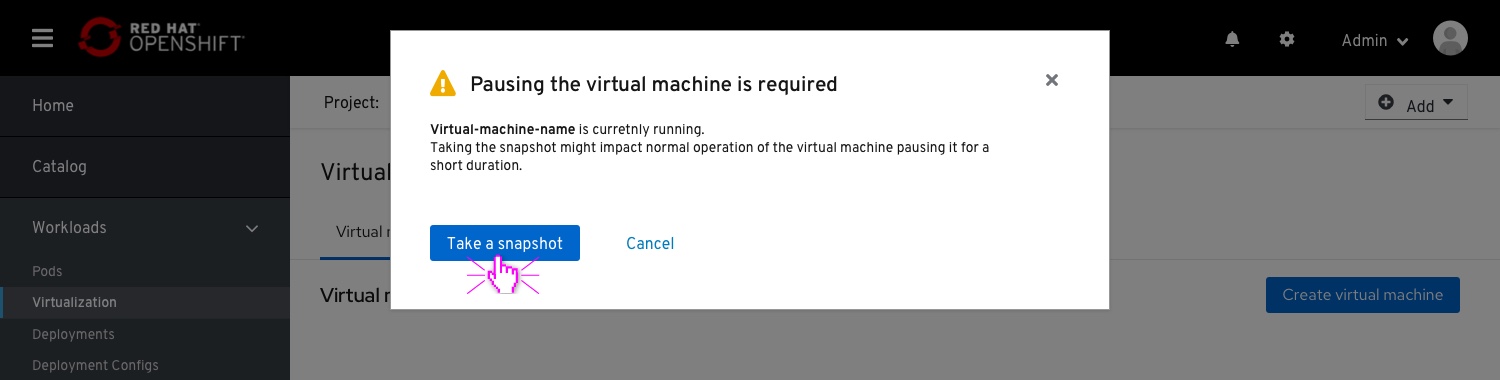 RED HAT
OPENSHIFT
Admin
Home
Catalog
Workloads
Pods
Virtualization
Deployments
Deployment Configs
Project:
Add
Virtual
Virtual
Virtual
Create virtual machine
Pausing the virtual machine is required
Virtual-machine-name is curretnly running.
Taking the snapshot might impact normal operation of the virtual machine pausing it for a
short duration.
Take a snapshot
Cancel